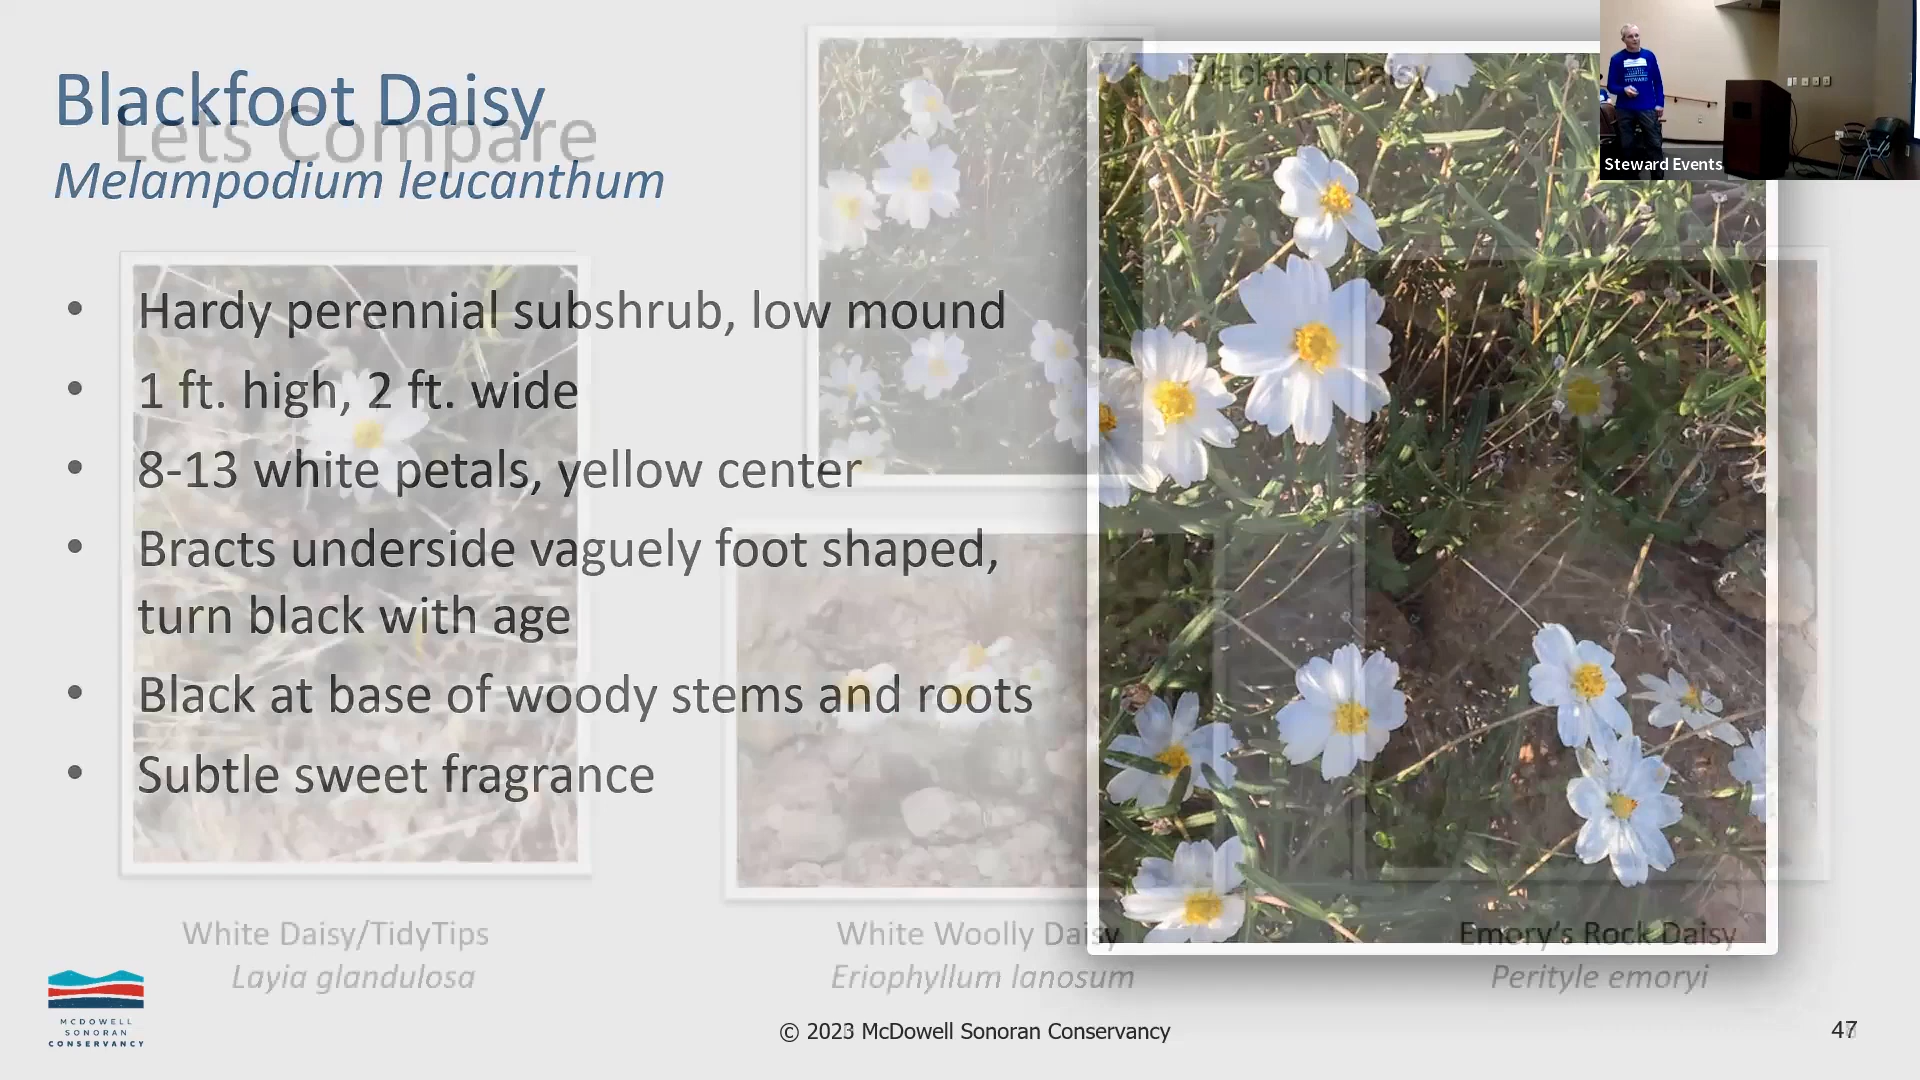 Blackfoot Daisy
Lets Compare
Melampodium leucanthum
Blackfoot Daisy
• Hardy perennial subshrub, low mound
• 1 ft. high, 2 ft. wide
• 8-13 white petals, yellow center
• Bracts underside vaguely foot shaped,
turn black with age
• Black at base of woody stems and roots
• Subtle sweet fragrance
White Daisy/TidyTips
Layia glandulosa
White Woolly Daisy
Eriophyllum lanosum
Emory's Rock Daisy
Perityle emoryi
MCDOWELL
SONORAN
CONSERVANCY
© 2023 McDowell Sonoran Conservancy
47
Steward Events